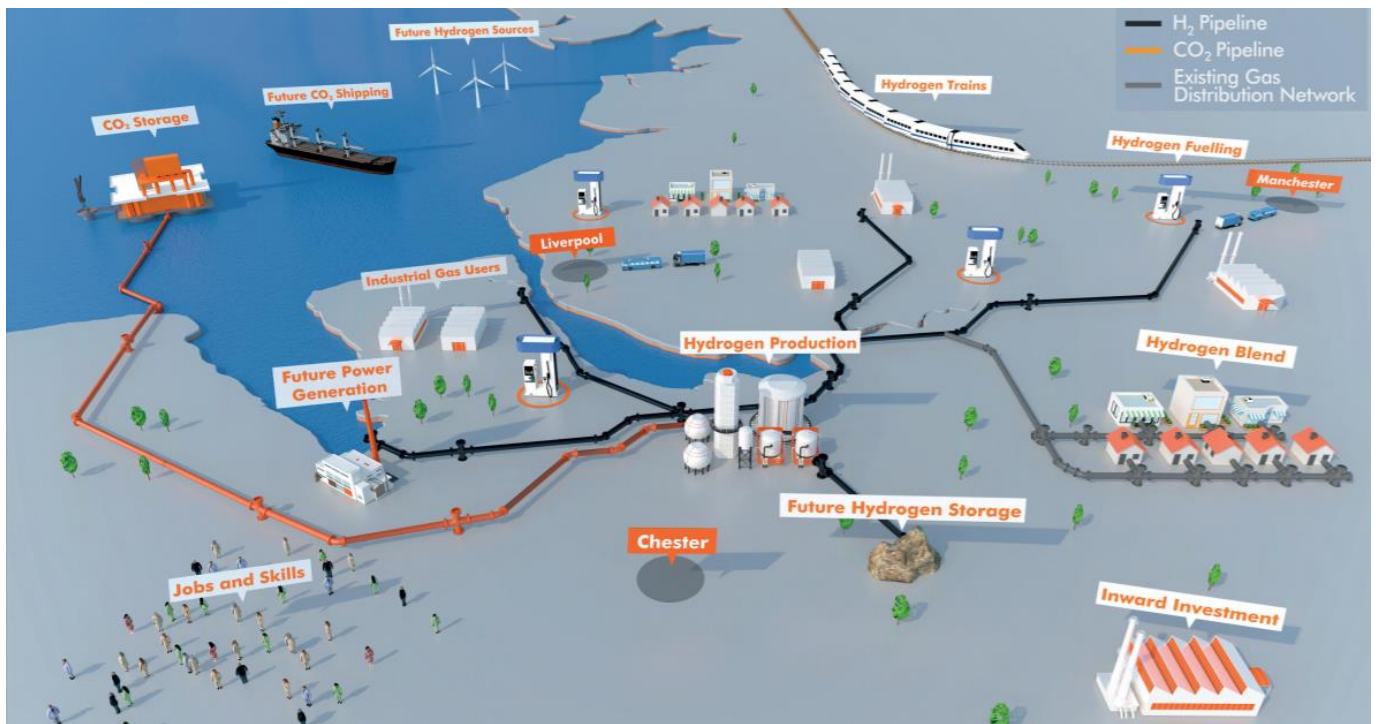 Future Hydrogen Sources
H₂ Pipeline
CO₂ Pipeline
Existing Gas
Distribution Network
Future CO₂ Shipping
Hydrogen Trains
CO₂ Storage
Hydrogen Fuelling
Manchester
Liverpool
Industrial Gas Users
Hydrogen Production
Hydrogen Blend
Future Power
Generation
Future Hydrogen Storage
Chester
Jobs and Skills
Inward Investment